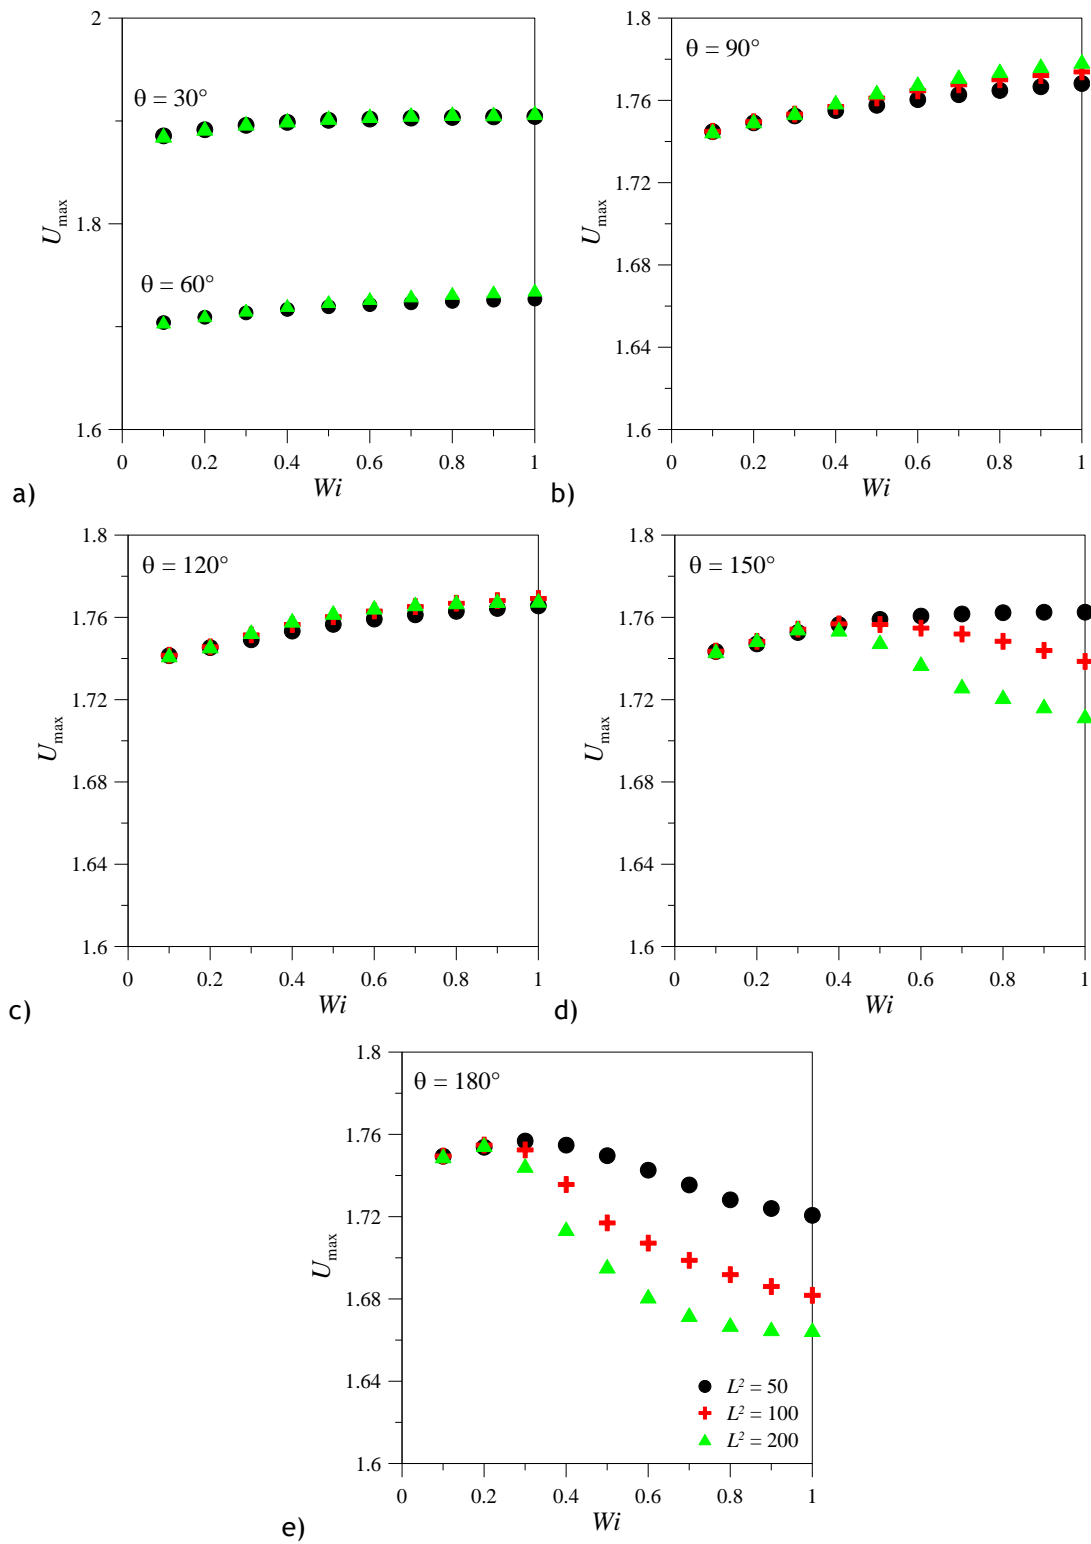 2
θ = 30°
1.8
U_max
θ = 60°
1.6
0 0.2 0.4 0.6 0.8 1
Wi
a)
1.8
θ = 90°
1.76
1.72
U_max
1.68
1.64
1.6
0 0.2 0.4 0.6 0.8 1
Wi
b)
1.8
θ = 120°
1.76
1.72
U_max
1.68
1.64
1.6
0 0.2 0.4 0.6 0.8 1
Wi
c)
1.8
θ = 150°
1.76
1.72
U_max
1.68
1.64
1.6
0 0.2 0.4 0.6 0.8 1
Wi
d)
1.8
θ = 180°
1.76
1.72
U_max
1.68
1.64
1.6
L² = 50
L² = 100
L² = 200
0 0.2 0.4 0.6 0.8 1
Wi
e)